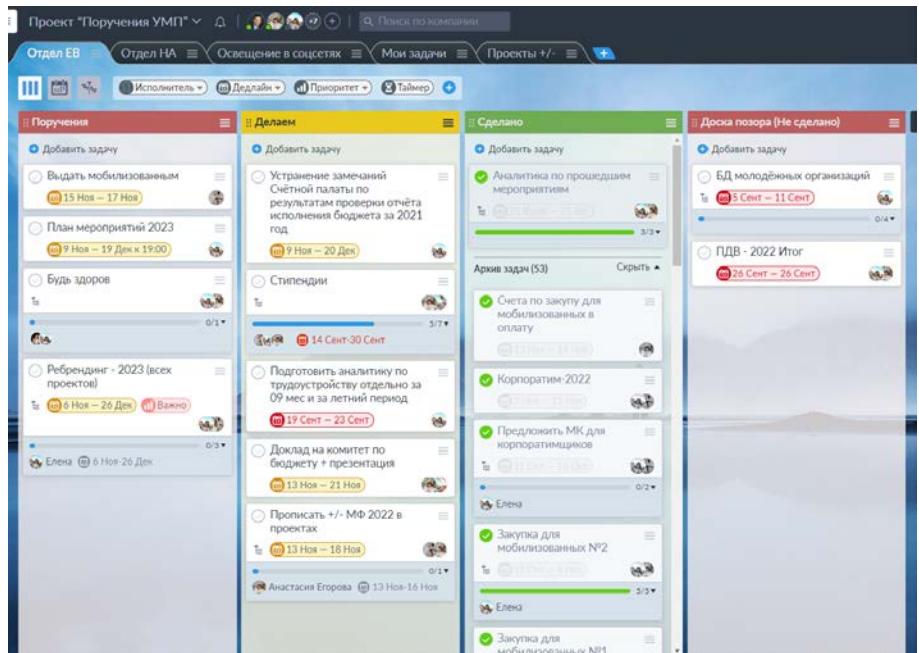 Проект "Поручения УМП"
+7
Поиск по компании
Отдел ЕВ
Отдел НА
Освещение в соцсетях
Мои задачи
Проекты +/-
Исполнитель
Дедлайн
Приоритет
Таймер
Поручения
Добавить задачу
Выдать мобилизованным
15 Ноя — 17 Ноя
План мероприятий 2023
9 Ноя — 19 Дек к 19:00
Будь здоров
0/1
Ребрендинг - 2023 (всех
проектов)
6 Ноя — 26 Дек
Важно
0/3
Елена
6 Ноя-26 Дек
Делаем
Добавить задачу
Устранение замечаний
Счётной палаты по
результатам проверки отчёта
исполнения бюджета за 2021
год
9 Ноя — 20 Дек
Стипендии
5/7
14 Сент-30 Сент
Подготовить аналитику по
трудоустройству отдельно за
09 мес и за летний период
19 Сент — 23 Сент
Доклад на комитет по
бюджету + презентация
13 Ноя — 21 Ноя
Прописать +/- МФ 2022 в
проектах
13 Ноя — 18 Ноя
0/1
Анастасия Егорова
13 Ноя-16 Ноя
Сделано
Добавить задачу
Аналитика по прошедшим
мероприятиям
3/3
Архив задач (53)
Скрыть
Счета по закупу для
мобилизованных в
оплату
Корпоратим-2022
Предложить МК для
корпоратимщиков
0/2
Елена
Закупка для
мобилизованных №2
5/5
Елена
Закупка для
мобилизованных №1
Доска позора (Не сделано)
Добавить задачу
БД молодёжных организаций
5 Сент — 11 Сент
0/4
ПДВ - 2022 Итог
26 Сент — 26 Сент